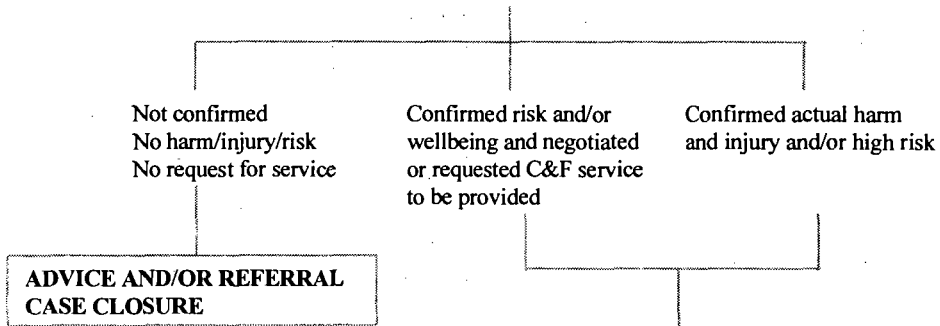 Not confirmed
No harm/injury/risk
No request for service
Confirmed risk and/or
wellbeing and negotiated
or requested C&F service
to be provided
Confirmed actual harm
and injury and/or high risk
ADVICE AND/OR REFERRAL
CASE CLOSURE